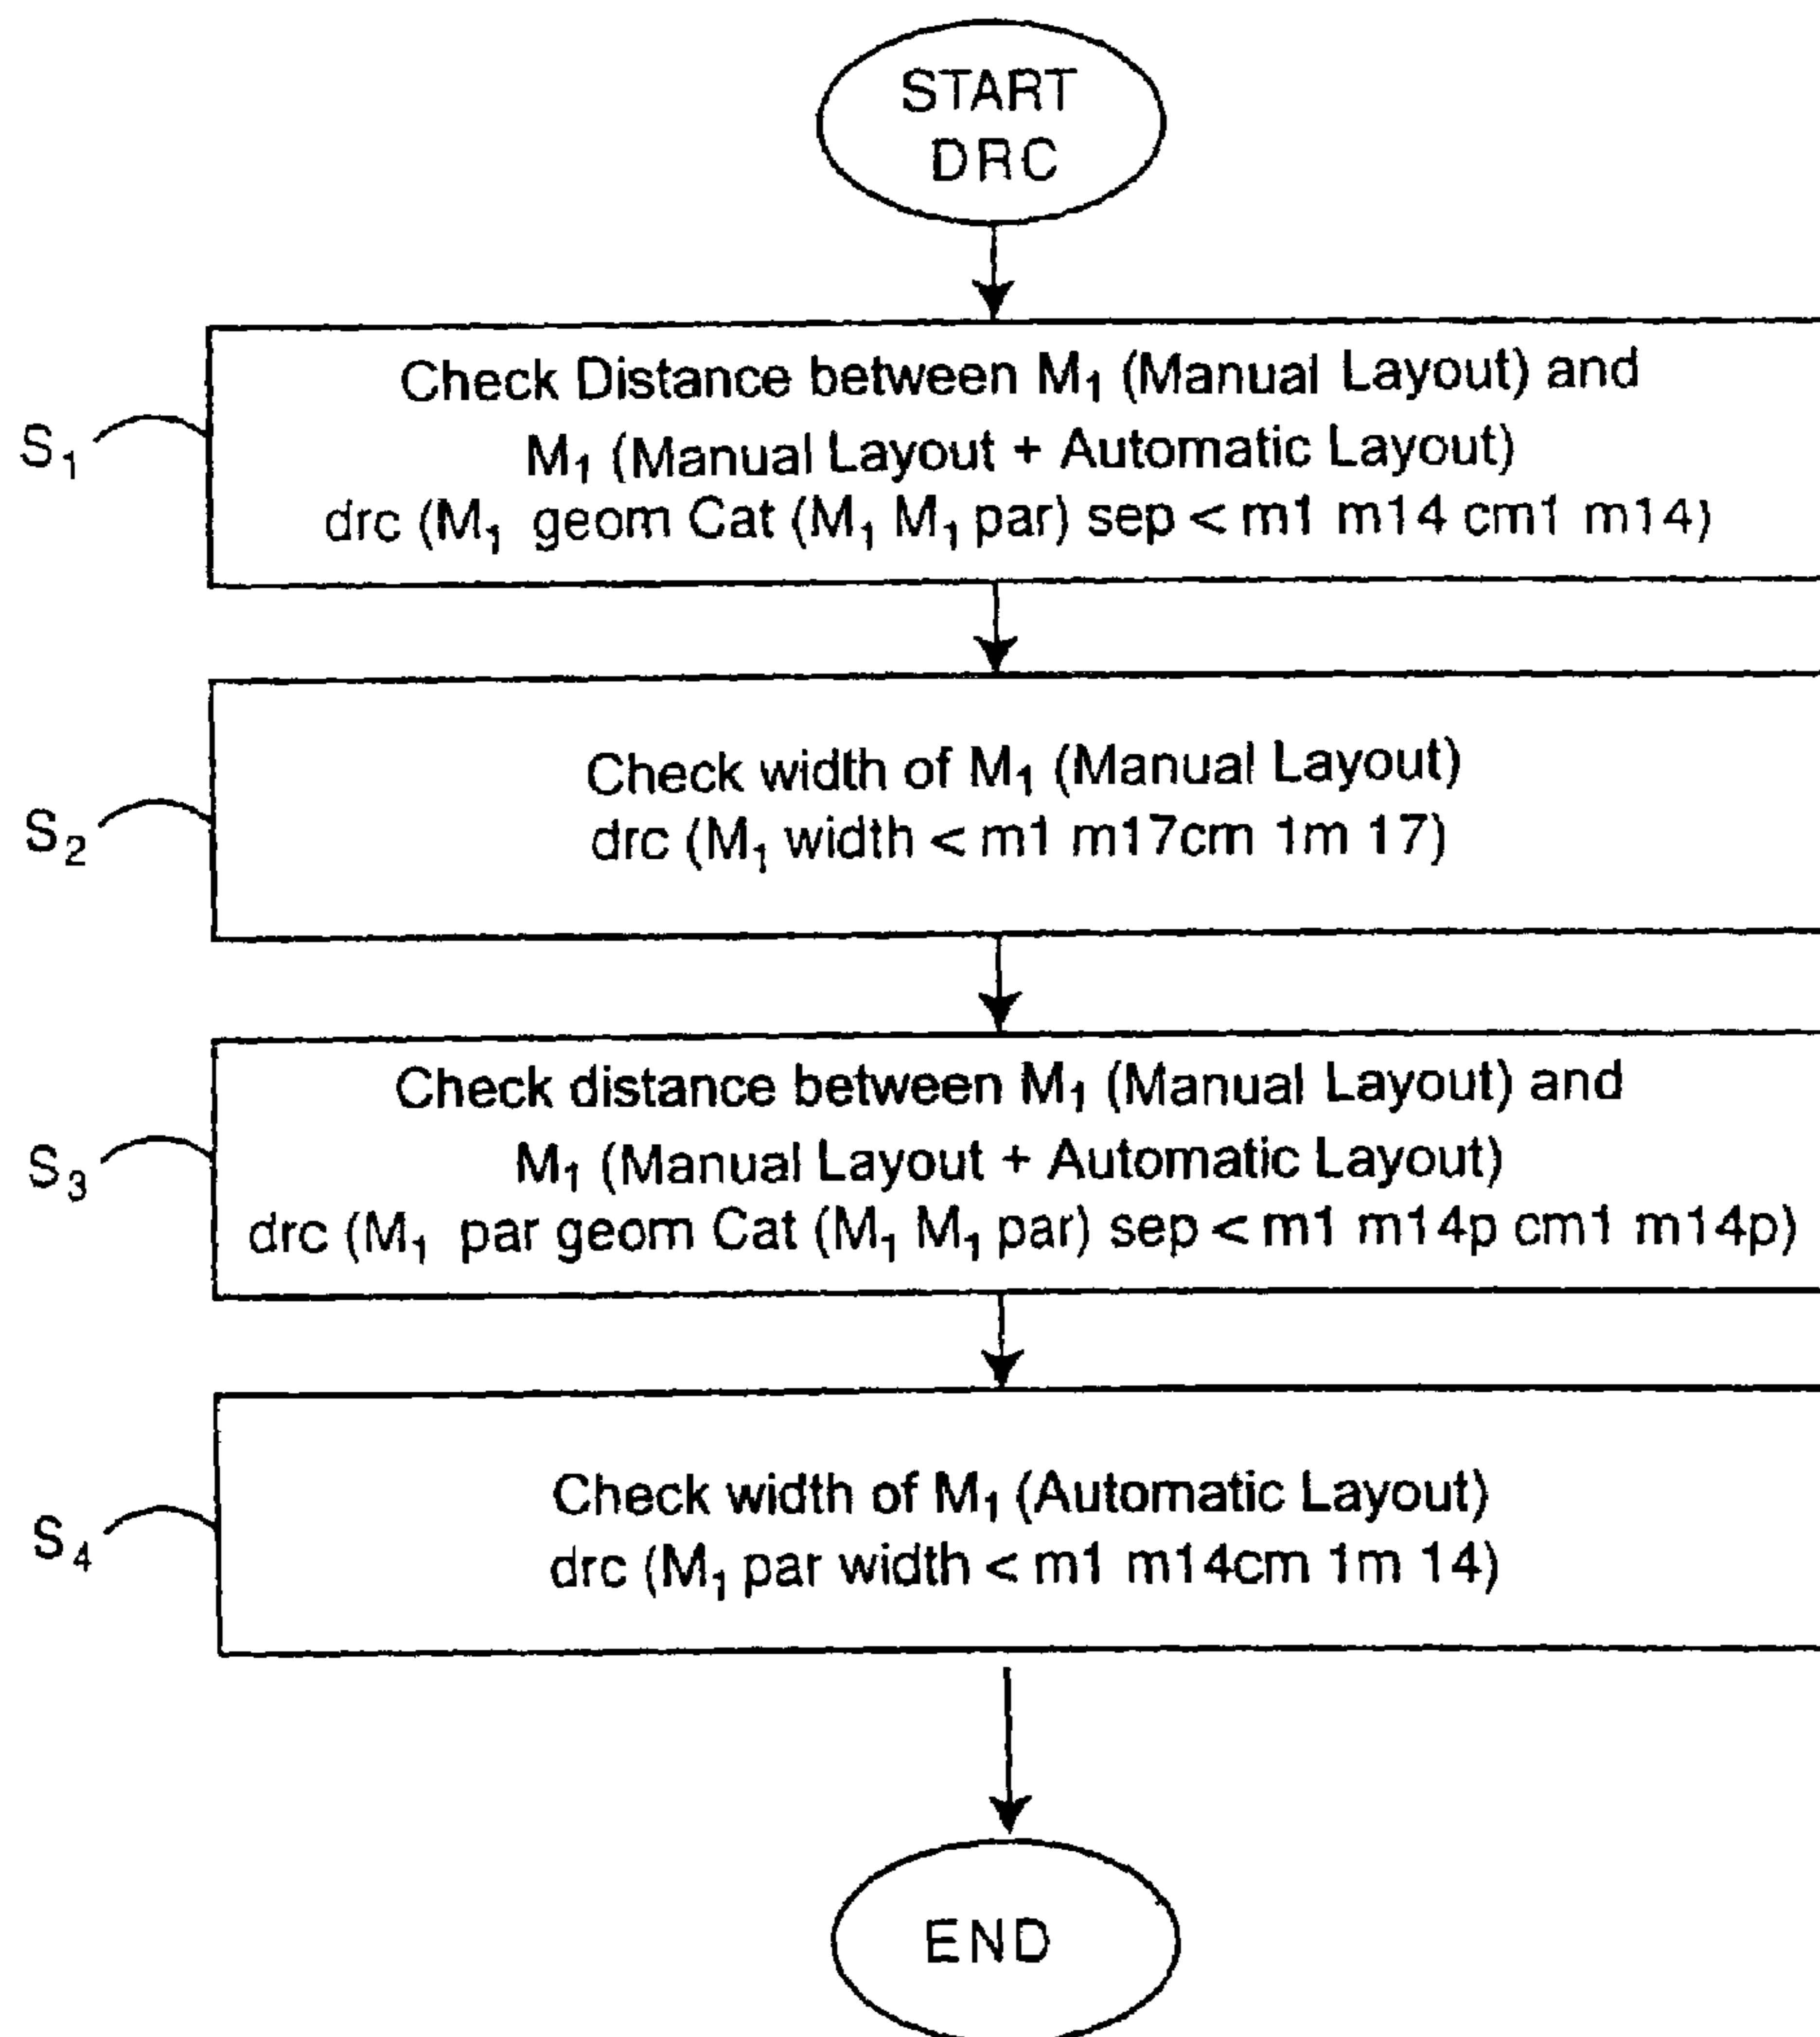 START
DRC
Check Distance between M₁ (Manual Layout) and
M₁ (Manual Layout + Automatic Layout)
drc (M₁ geom Cat (M₁ M₁ par) sep < m1 m14 cm1 m14)
S₁
Check width of M₁ (Manual Layout)
drc (M₁ width < m1 m17cm 1m 17)
S₂
Check distance between M₁ (Manual Layout) and
M₁ (Manual Layout + Automatic Layout)
drc (M₁ par geom Cat (M₁ M₁ par) sep < m1 m14p cm1 m14p)
S₃
Check width of M₁ (Automatic Layout)
drc (M₁ par width < m1 m14cm 1m 14)
S₄
END